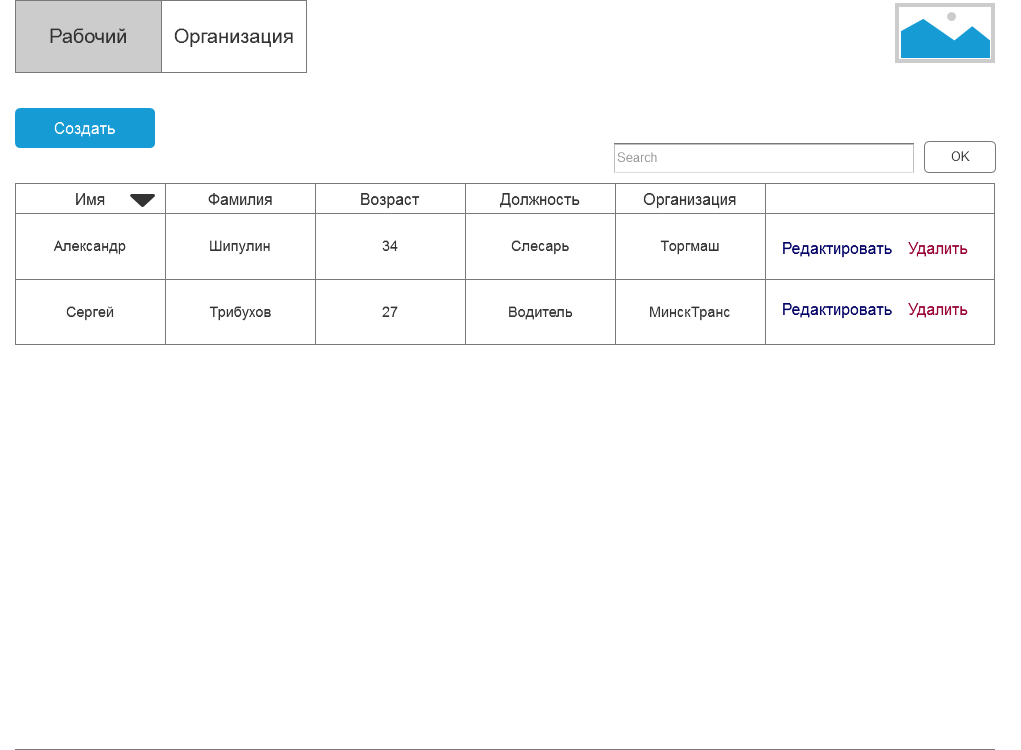 Рабочий Организация
Создать
Search OK
Имя Фамилия Возраст Должность Организация
Александр Шипулин 34 Слесарь Торгмаш Редактировать Удалить
Сергей Трибухов 27 Водитель МинскТранс Редактировать Удалить